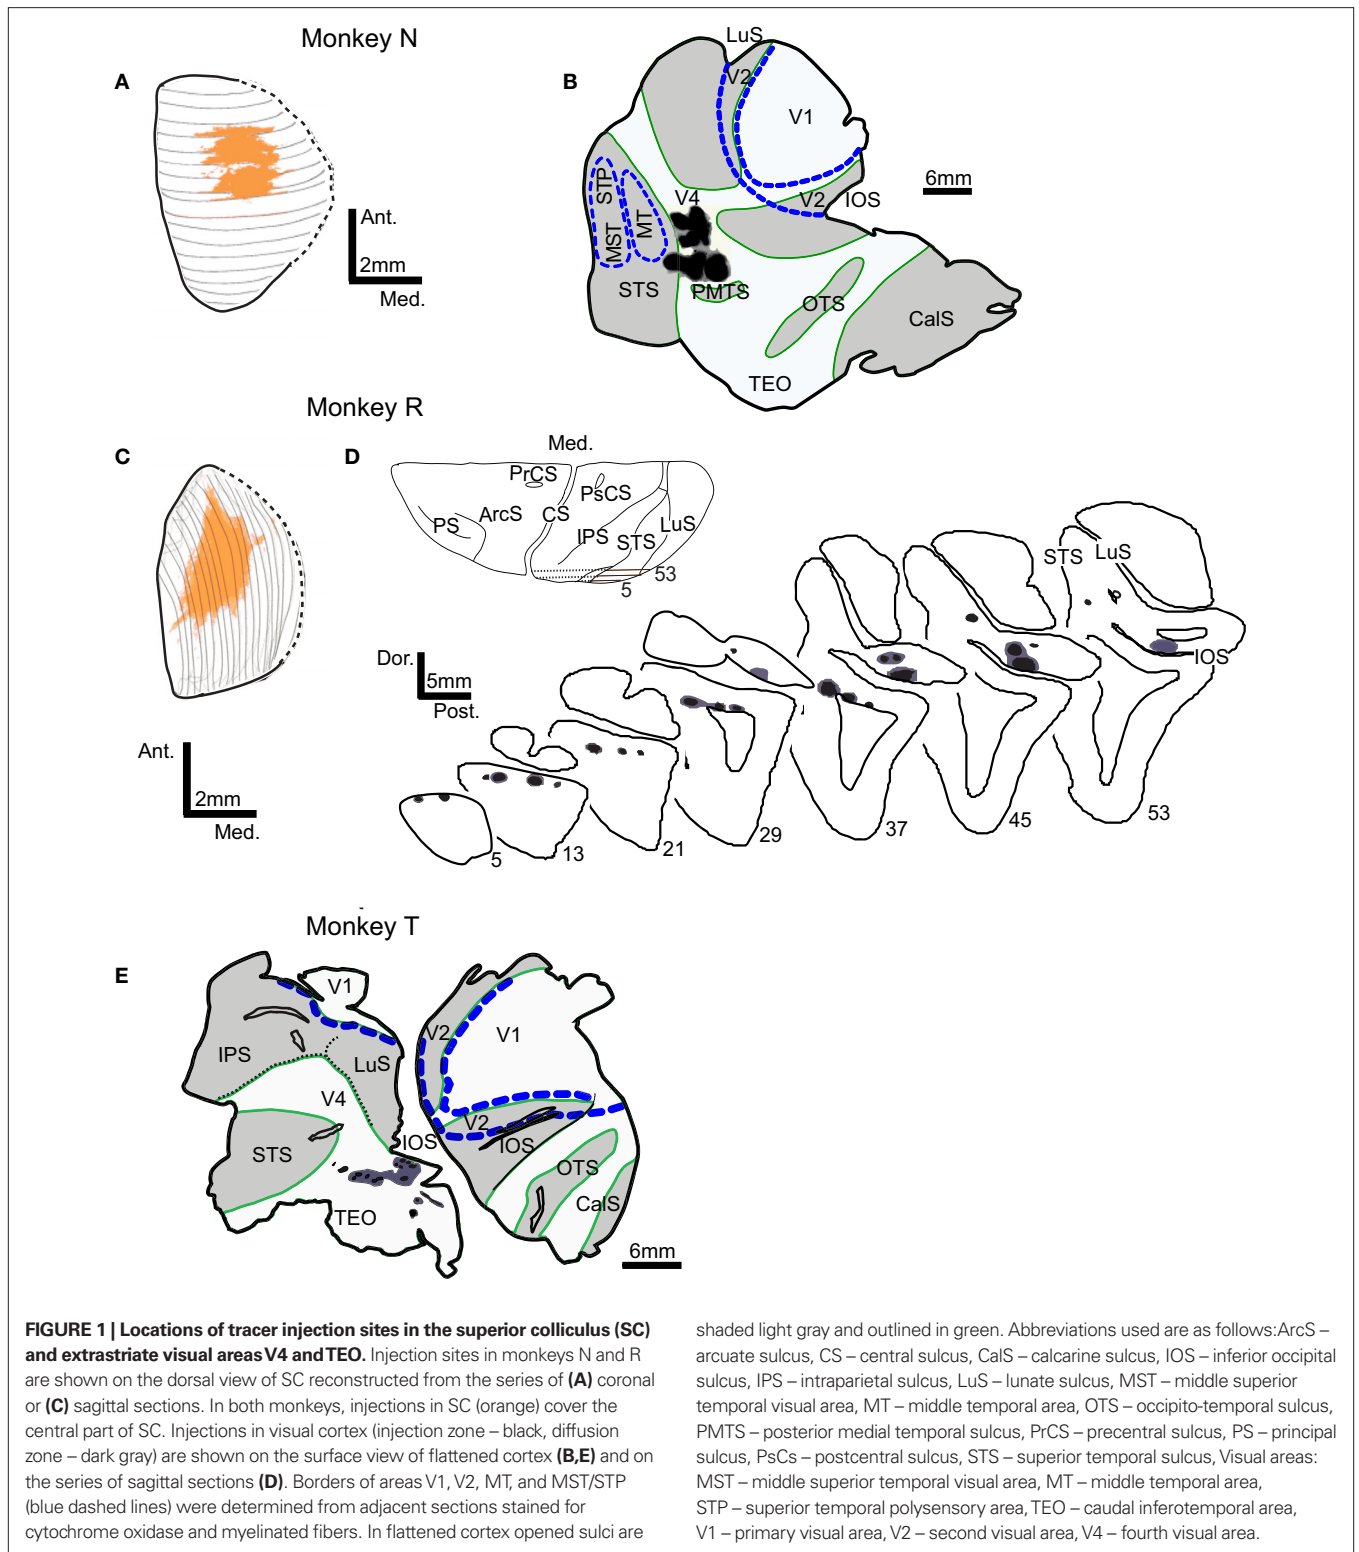 Monkey N
A
Ant.
2mm
Med.
B
LuS
V2
V1
STP
MST
MT
V4
V2
IOS
6mm
STS
PMTS
OTS
CalS
TEO
Monkey R
C
Ant.
2mm
Med.
D
Med.
PrCS
PsCS
PS
ArcS
CS
IPS
STS
LuS
53
5
Dor.
5mm
Post.
STS
LuS
IOS
5
13
21
29
37
45
53
Monkey T
E
V1
IPS
LuS
V4
STS
IOS
TEO
V2
V1
V2
IOS
OTS
CalS
6mm
FIGURE 1 | Locations of tracer injection sites in the superior colliculus (SC)
and extrastriate visual areas V4 and TEO. Injection sites in monkeys N and R
are shown on the dorsal view of SC reconstructed from the series of (A) coronal
or (C) sagittal sections. In both monkeys, injections in SC (orange) cover the
central part of SC. Injections in visual cortex (injection zone – black, diffusion
zone – dark gray) are shown on the surface view of flattened cortex (B,E) and on
the series of sagittal sections (D). Borders of areas V1, V2, MT, and MST/STP
(blue dashed lines) were determined from adjacent sections stained for
cytochrome oxidase and myelinated fibers. In flattened cortex opened sulci are
shaded light gray and outlined in green. Abbreviations used are as follows:ArcS –
arcuate sulcus, CS – central sulcus, CalS – calcarine sulcus, IOS – inferior occipital
sulcus, IPS – intraparietal sulcus, LuS – lunate sulcus, MST – middle superior
temporal visual area, MT – middle temporal area, OTS – occipito-temporal sulcus,
PMTS – posterior medial temporal sulcus, PrCS – precentral sulcus, PS – principal
sulcus, PsCs – postcentral sulcus, STS – superior temporal sulcus, Visual areas:
MST – middle superior temporal visual area, MT – middle temporal area,
STP – superior temporal polysensory area, TEO – caudal inferotemporal area,
V1 – primary visual area, V2 – second visual area, V4 – fourth visual area.